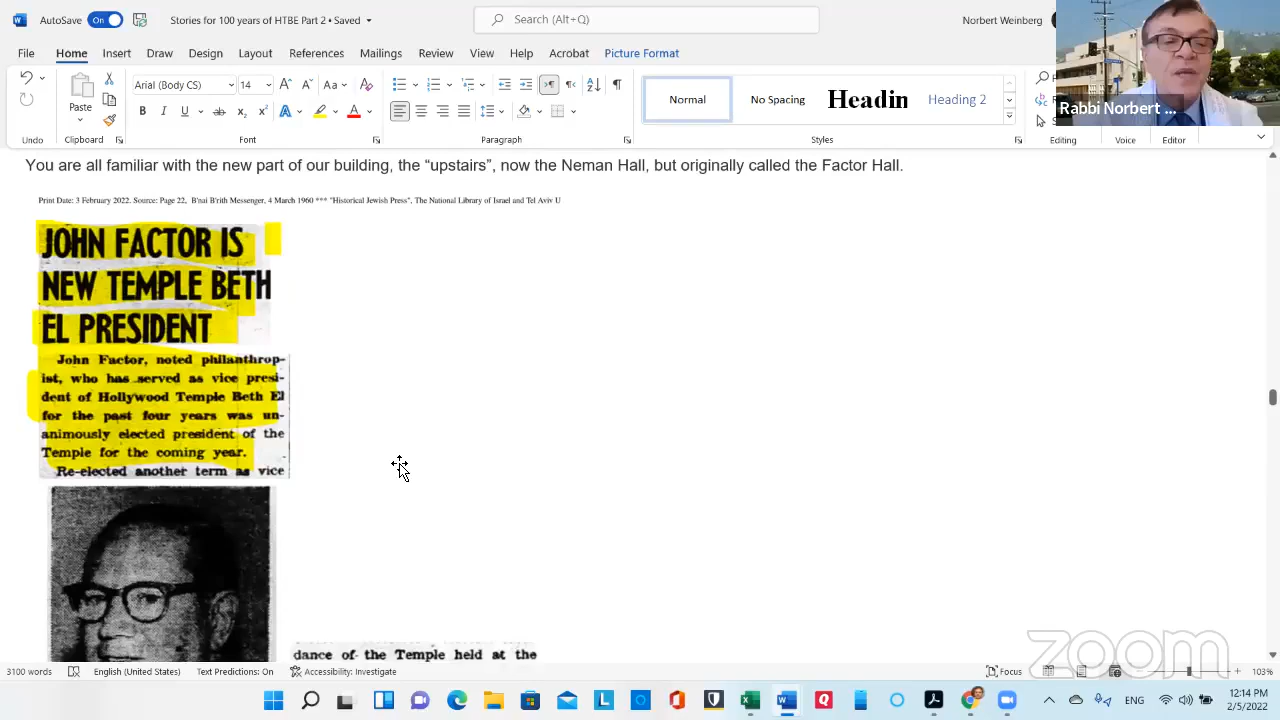 AutoSave On Stories for 100 years of HTBE Part 2 • Saved Search (Alt+Q) Norbert Weinberg
File Home Insert Draw Design Layout References Mailings Review View Help Acrobat Picture Format
Arial (Body CS) 14 Aa
Paste
B I U ab x₂ x² A A
Normal
No Spacing
Headin
Heading 2
Undo Clipboard Font Paragraph Styles Editing Voice Editor
Rabbi Norbert ...
You are all familiar with the new part of our building, the “upstairs”, now the Neman Hall, but originally called the Factor Hall.
Print Date: 3 February 2022. Source: Page 22, B'nai B'rith Messenger, 4 March 1960 *** "Historical Jewish Press", The National Library of Israel and Tel Aviv U
JOHN FACTOR IS
NEW TEMPLE BETH
EL PRESIDENT
John Factor, noted philanthrop-
ist, who has served as vice presi-
dent of Hollywood Temple Beth El
for the past four years was un-
animously elected president of the
Temple for the coming year.
Re-elected another term as vice
dance of the Temple held at the
zoom
3100 words English (United States) Text Predictions: On Accessibility: Investigate Focus 103%
ENG 12:14 PM
2/5/2022